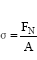 σ = F_N / A